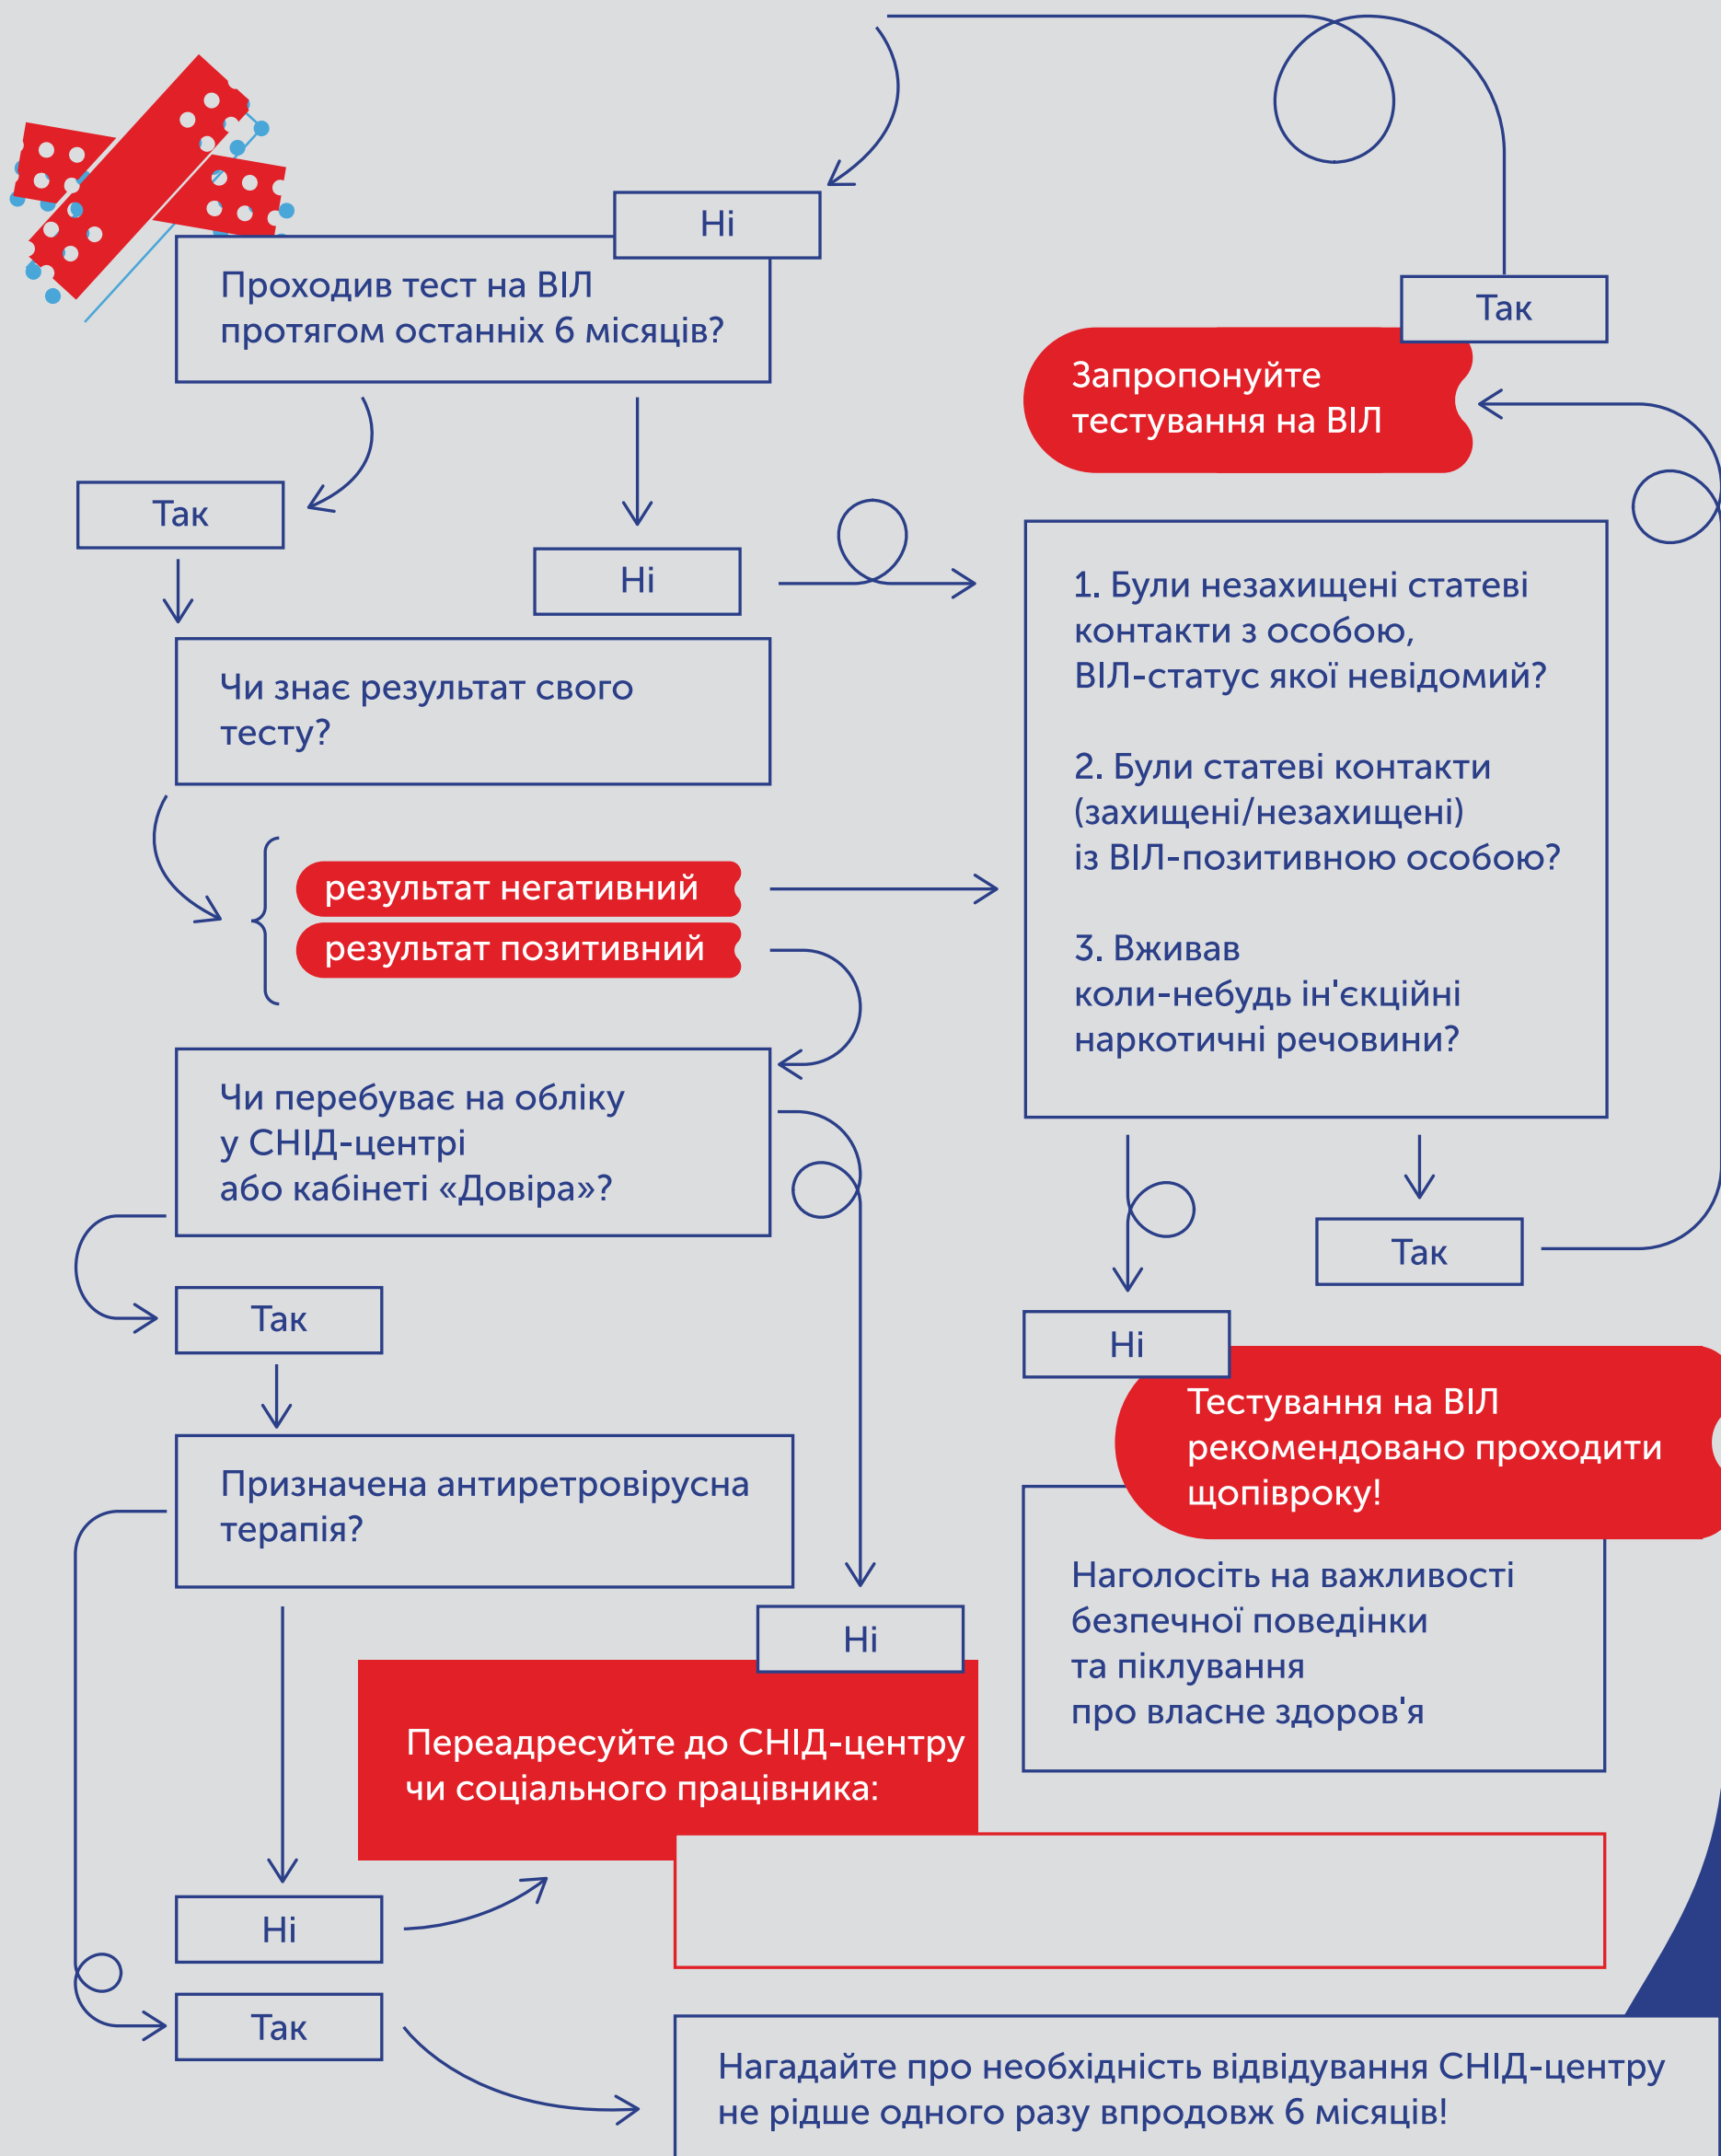 Ні
Проходив тест на ВІЛ
протягом останніх 6 місяців?
Так
Запропонуйте
тестування на ВІЛ
Так
Ні
1. Були незахищені статеві
контакти з особою,
ВІЛ-статус якої невідомий?
2. Були статеві контакти
(захищені/незахищені)
із ВІЛ-позитивною особою?
3. Вживав
коли-небудь ін'єкційні
наркотичні речовини?
Чи знає результат свого
тесту?
результат негативний
результат позитивний
Чи перебуває на обліку
у СНІД-центрі
або кабінеті «Довіра»?
Так
Так
Ні
Тестування на ВІЛ
рекомендовано проходити
щопівроку!
Наголосіть на важливості
безпечної поведінки
та піклування
про власне здоров'я
Призначена антиретровірусна
терапія?
Ні
Переадресуйте до СНІД-центру
чи соціального працівника:
Ні
Так
Нагадайте про необхідність відвідування СНІД-центру
не рідше одного разу впродовж 6 місяців!